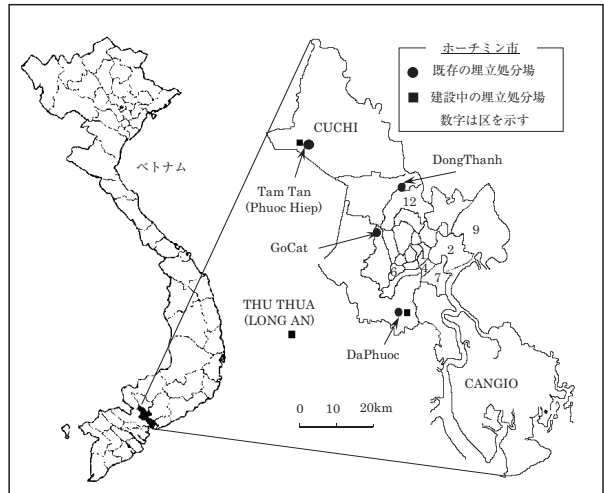 ホーチミン市
既存の埋立処分場
建設中の埋立処分場
数字は区を示す
ベトナム
CUCHI
DongThanh
Tam Tan
(Phuoc Hiep)
12
9
GoCat
2
1
6
4
7
THU THUA
(LONG AN)
DaPhuoc
0 10 20km
CANGIO